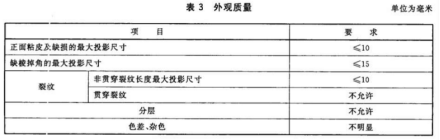 表 3 外观质量
单位为毫米
项 目 要 求
正面粘皮及缺损的最大投影尺寸 ≤10
缺棱掉角的最大投影尺寸 ≤15
裂纹 非贯穿裂纹长度最大投影尺寸 ≤10
贯穿裂纹 不允许
分层 不允许
色差、杂色 不明显